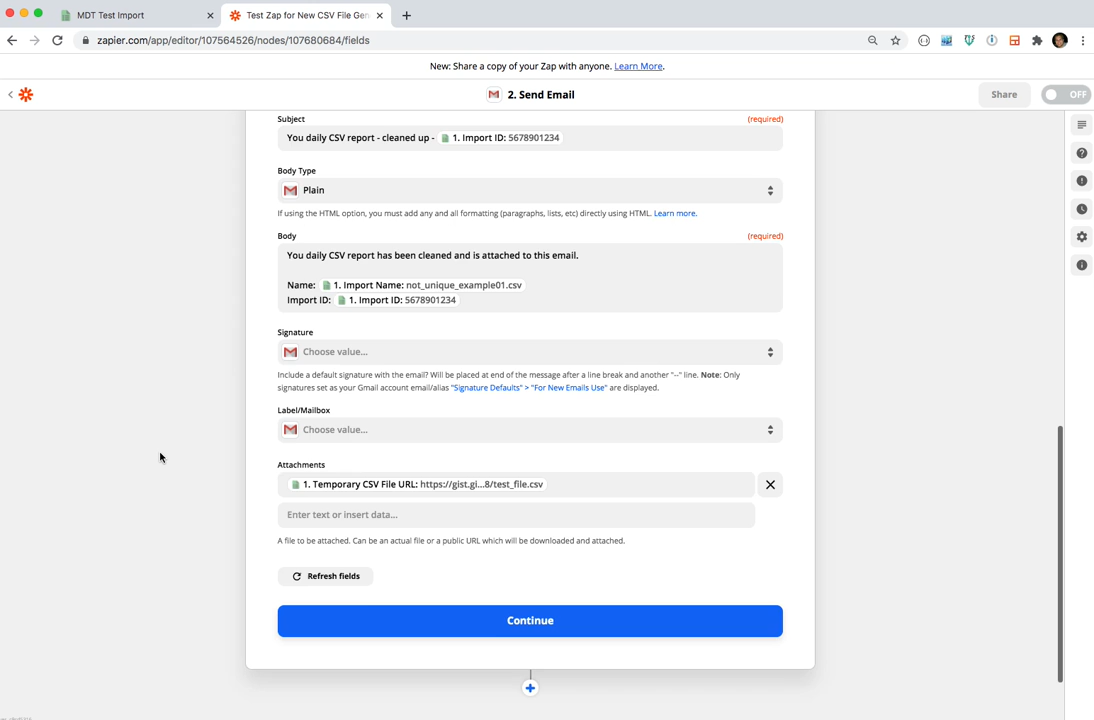 MDT Test Import
Test Zap for New CSV File Gen
zapier.com/app/editor/107564526/nodes/107680684/fields
New: Share a copy of your Zap with anyone. Learn More.
2. Send Email
Share
OFF
Subject
(required)
You daily CSV report - cleaned up - 1. Import ID: 5678901234
Body Type
Plain
If using the HTML option, you must add any and all formatting (paragraphs, lists, etc) directly using HTML. Learn more.
Body
(required)
You daily CSV report has been cleaned and is attached to this email.
Name: 1. Import Name: not_unique_example01.csv
Import ID: 1. Import ID: 5678901234
Signature
Choose value...
Include a default signature with the email? Will be placed at end of the message after a line break and another "--" line. Note: Only
signatures set as your Gmail account email/alias "Signature Defaults" > "For New Emails Use" are displayed.
Label/Mailbox
Choose value...
Attachments
1. Temporary CSV File URL: https://gist.gi...8/test_file.csv
Enter text or insert data...
A file to be attached. Can be an actual file or a public URL which will be downloaded and attached.
Refresh fields
Continue